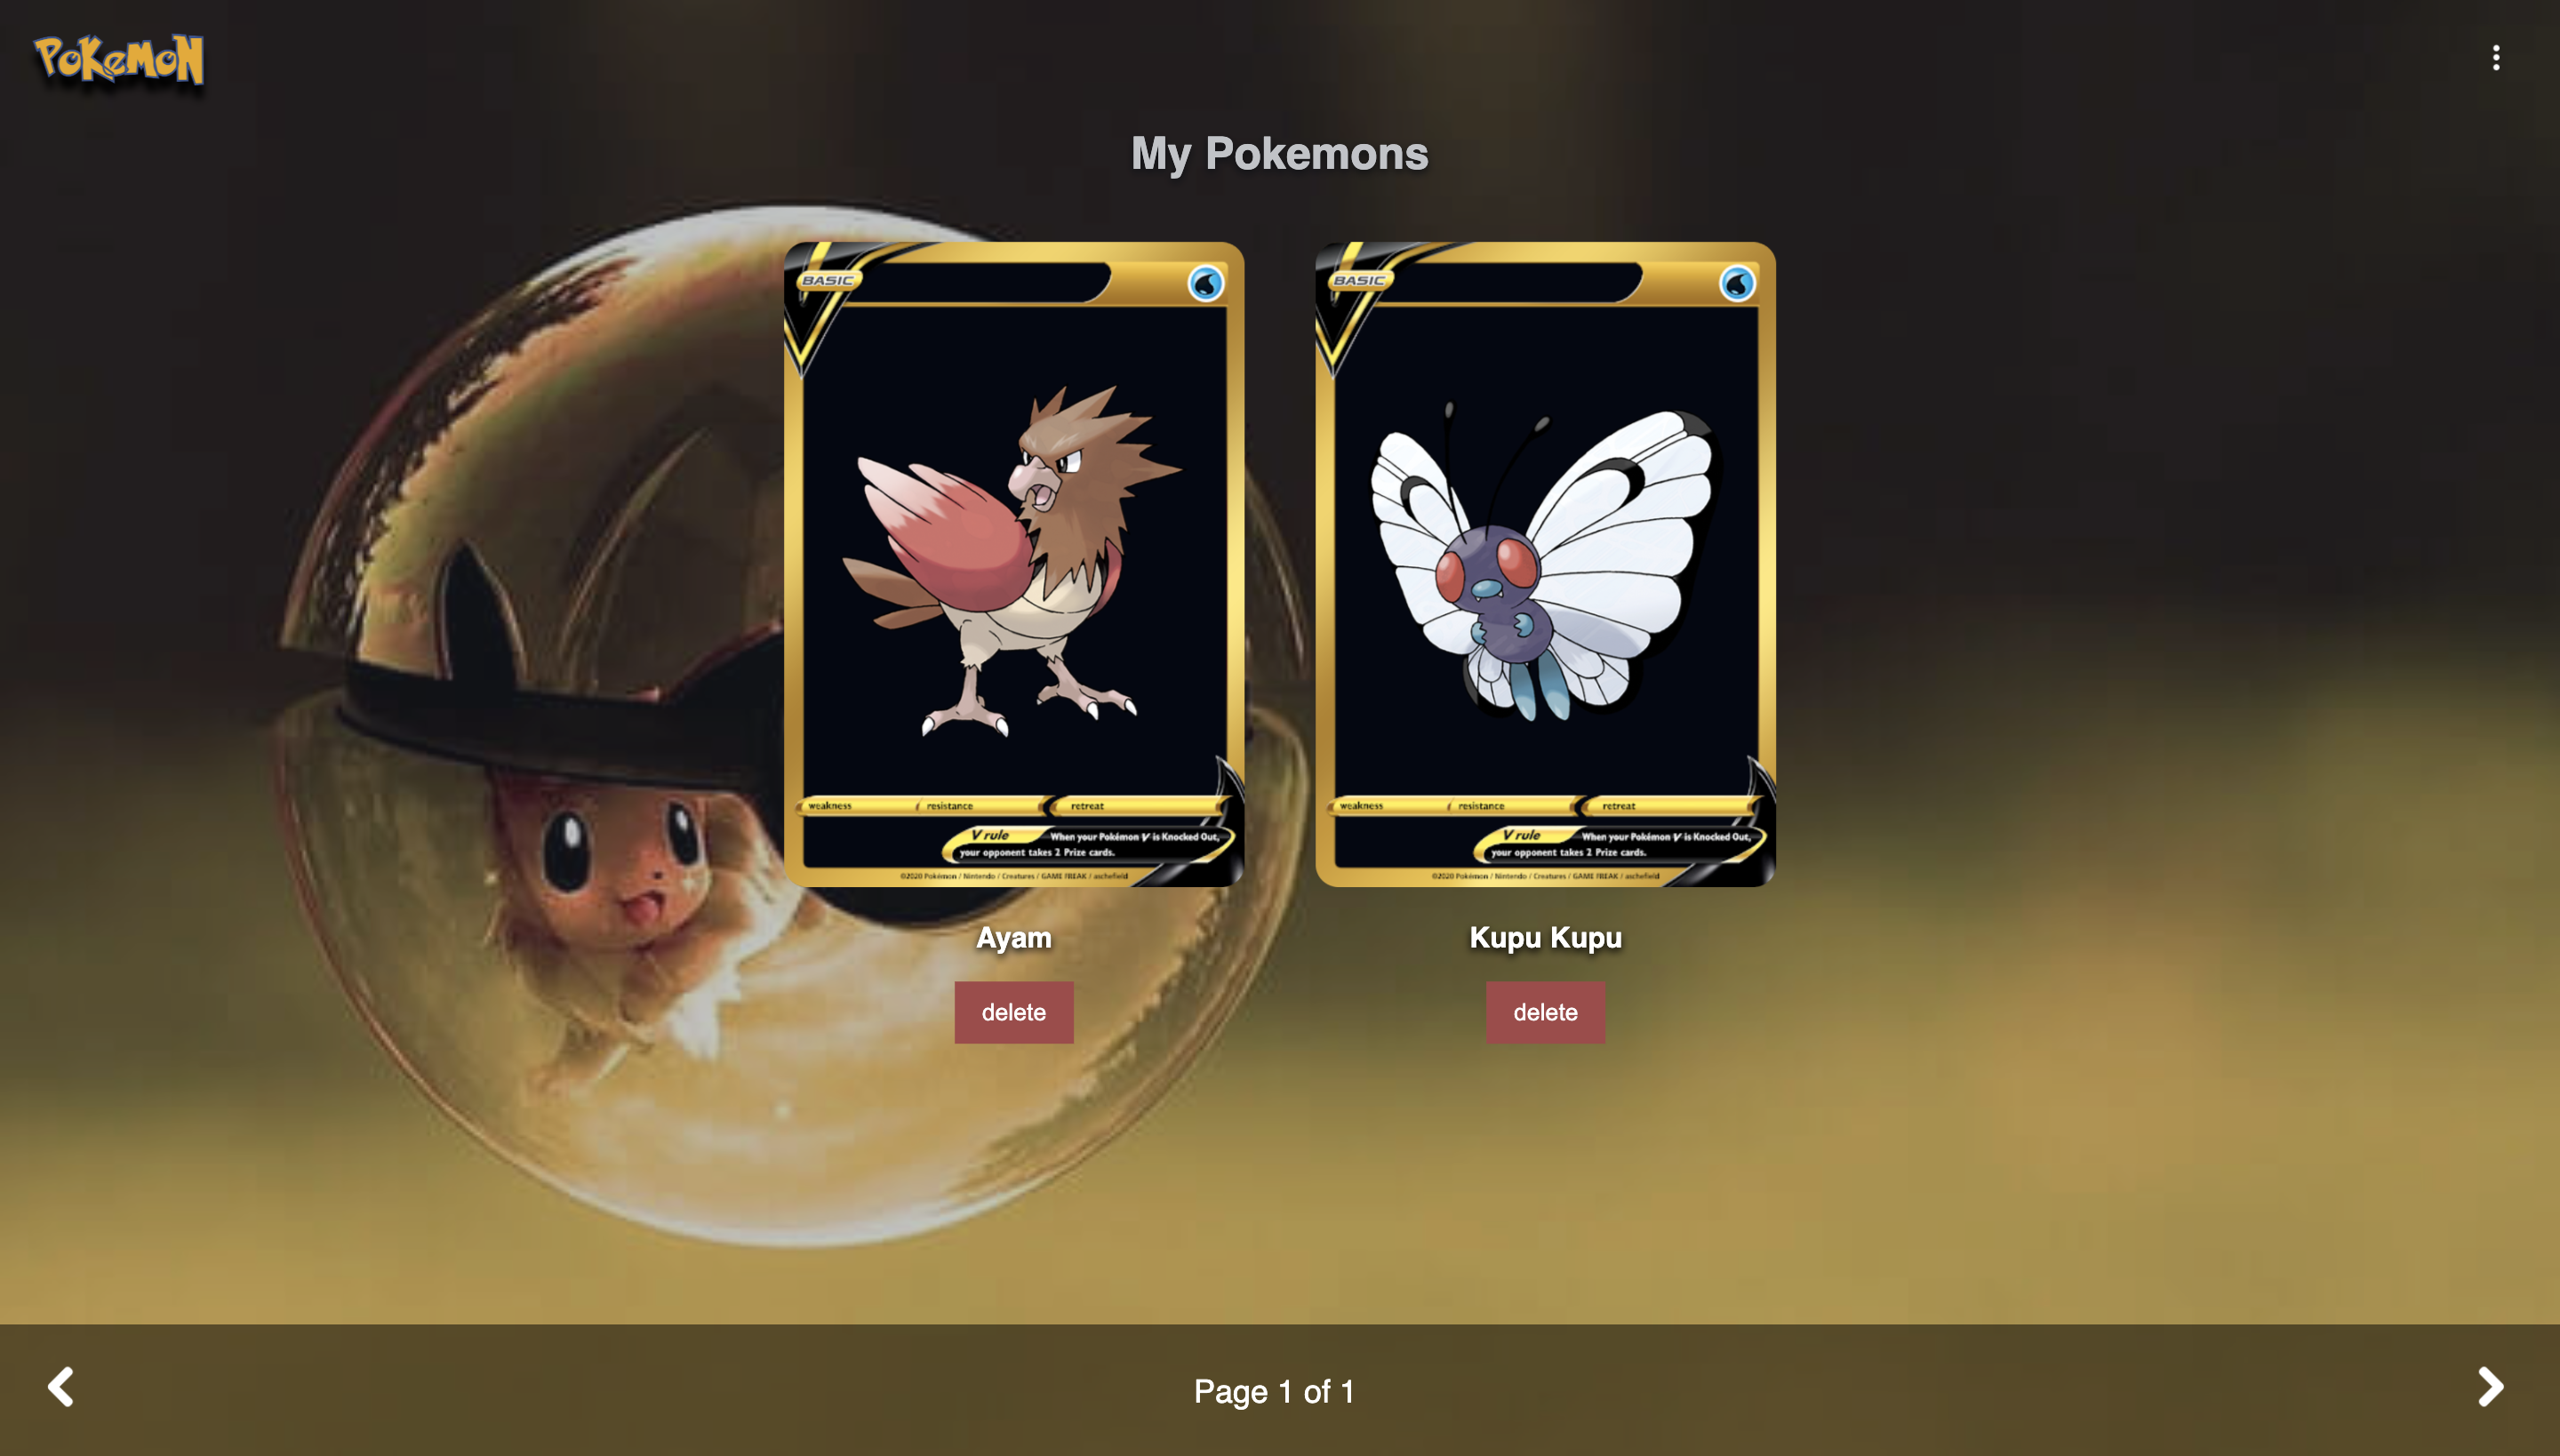 POKeMON
My Pokemons
BASIC
BASIC
weakness resistance retreat
V rule When your Pokémon V is Knocked Out,
your opponent takes 2 Prize cards.
©2020 Pokémon / Nintendo / Creatures / GAME FREAK / aschefield
weakness resistance retreat
V rule When your Pokémon V is Knocked Out,
your opponent takes 2 Prize cards.
©2020 Pokémon / Nintendo / Creatures / GAME FREAK / aschefield
Ayam
Kupu Kupu
delete
delete
Page 1 of 1